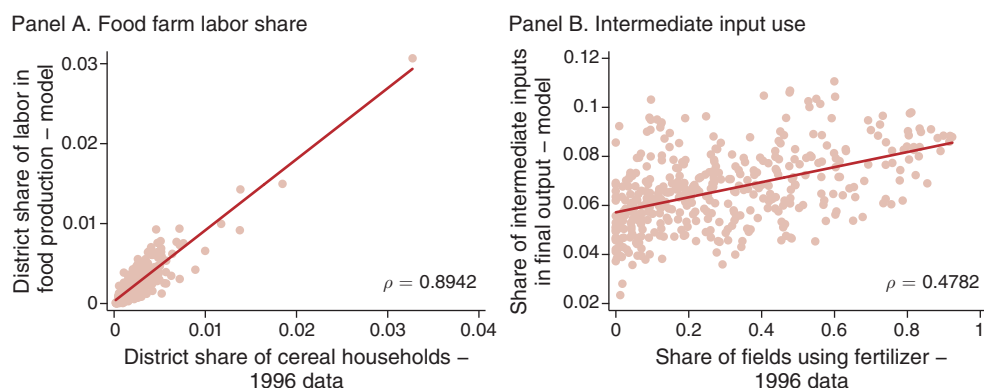 Panel A. Food farm labor share
District share of labor in
food production – model
0.03
0.02
0.01
0
0
0.01
0.02
0.03
0.04
ρ = 0.8942
District share of cereal households –
1996 data
Panel B. Intermediate input use
Share of intermediate inputs
in final output – model
0.12
0.1
0.08
0.06
0.04
0.02
0
0.2
0.4
0.6
0.8
1
ρ = 0.4782
Share of fields using fertilizer –
1996 data